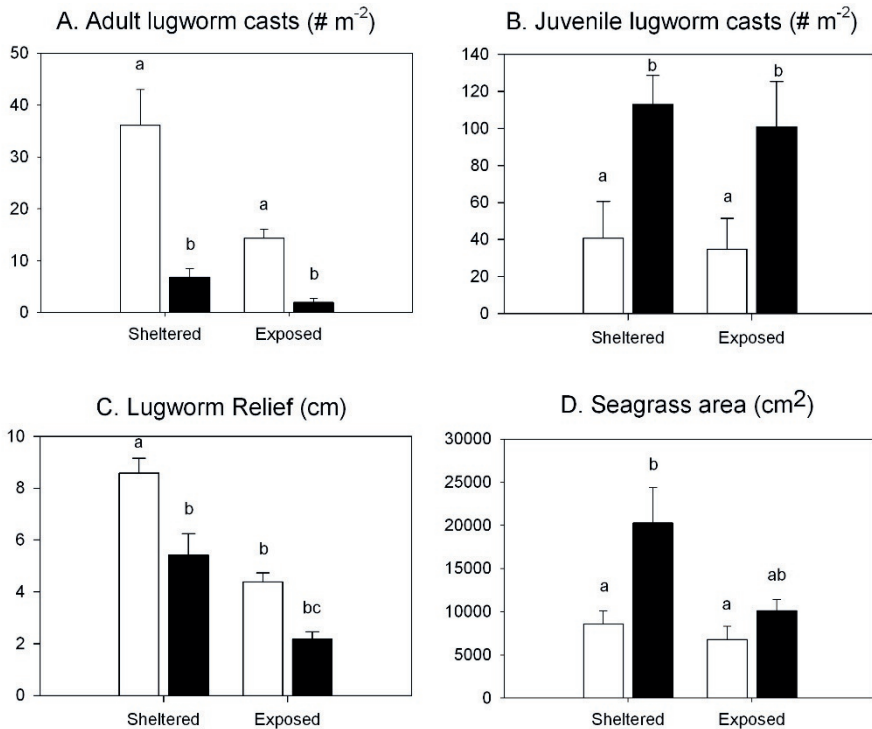 A. Adult lugworm casts (# m⁻²)
50
40
30
20
10
0
a
b
a
b
Sheltered Exposed
B. Juvenile lugworm casts (# m⁻²)
140
120
100
80
60
40
20
0
a
b
a
b
Sheltered Exposed
C. Lugworm Relief (cm)
10
8
6
4
2
0
a
b
b
bc
Sheltered Exposed
D. Seagrass area (cm²)
30000
25000
20000
15000
10000
5000
0
a
b
a
ab
Sheltered Exposed